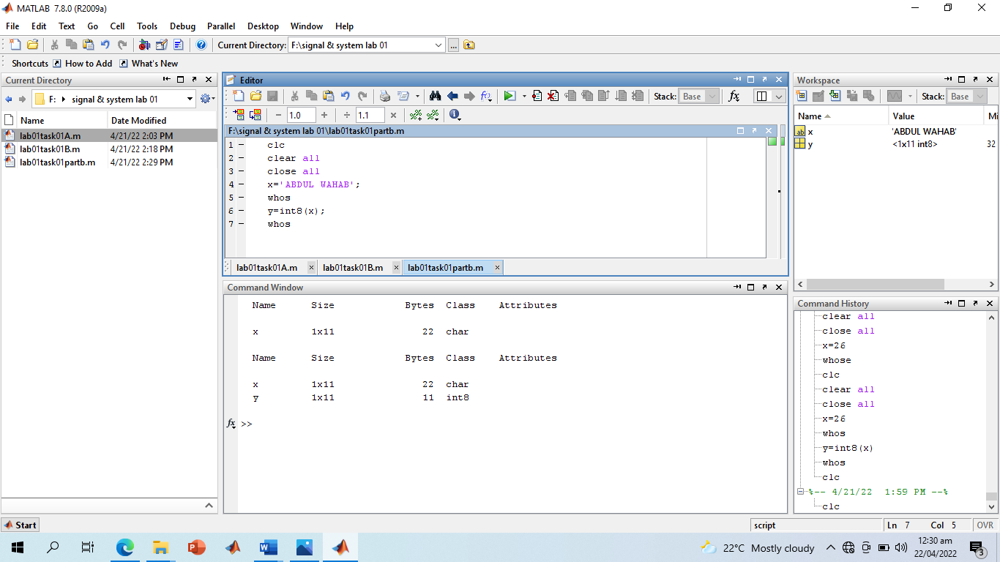 MATLAB 7.8.0 (R2009a)
File Edit Text Go Cell Tools Debug Parallel Desktop Window Help
Current Directory: F:\signal & system lab 01 ...
Shortcuts How to Add What's New
Current Directory
F: signal & system lab 01
Name Date Modified
lab01task01A.m 4/21/22 2:03 PM
lab01task01B.m 4/21/22 2:18 PM
lab01task01partb.m 4/21/22 2:29 PM
Editor
Stack: Base fx
- 1.0 + ÷ 1.1 ×
F:\signal & system lab 01\lab01task01partb.m
1 - clc
2 - clear all
3 - close all
4 - x='ABDUL WAHAB';
5 - whos
6 - y=int8(x);
7 - whos
lab01task01A.m × lab01task01B.m × lab01task01partb.m ×
Command Window
Name Size Bytes Class Attributes
x 1x11 22 char
Name Size Bytes Class Attributes
x 1x11 22 char
y 1x11 11 int8
fx >>
Workspace
Stack: Base
Name Value Mi
ab x 'ABDUL WAHAB'
y <1x11 int8> 32
Command History
clear all
close all
x=26
whose
clc
clear all
close all
x=26
whos
y=int8(x)
whos
clc
%-- 4/21/22 1:59 PM --%
clc
Start
script Ln 7 Col 5 OVR
22°C Mostly cloudy
12:30 am
22/04/2022
3